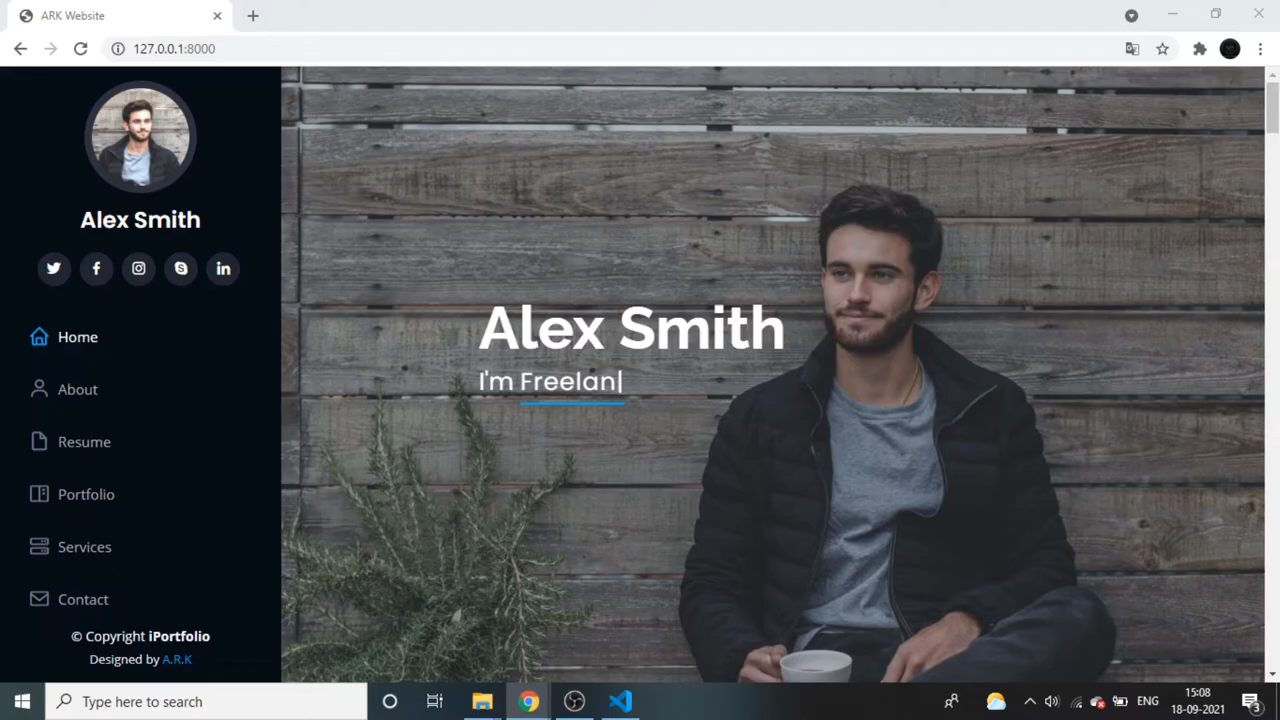 ARK Website
127.0.0.1:8000
Alex Smith
Home
About
Resume
Portfolio
Services
Contact
© Copyright iPortfolio
Designed by A.R.K
Alex Smith
I'm Freelan|
Type here to search
ENG
15:08
18-09-2021
3